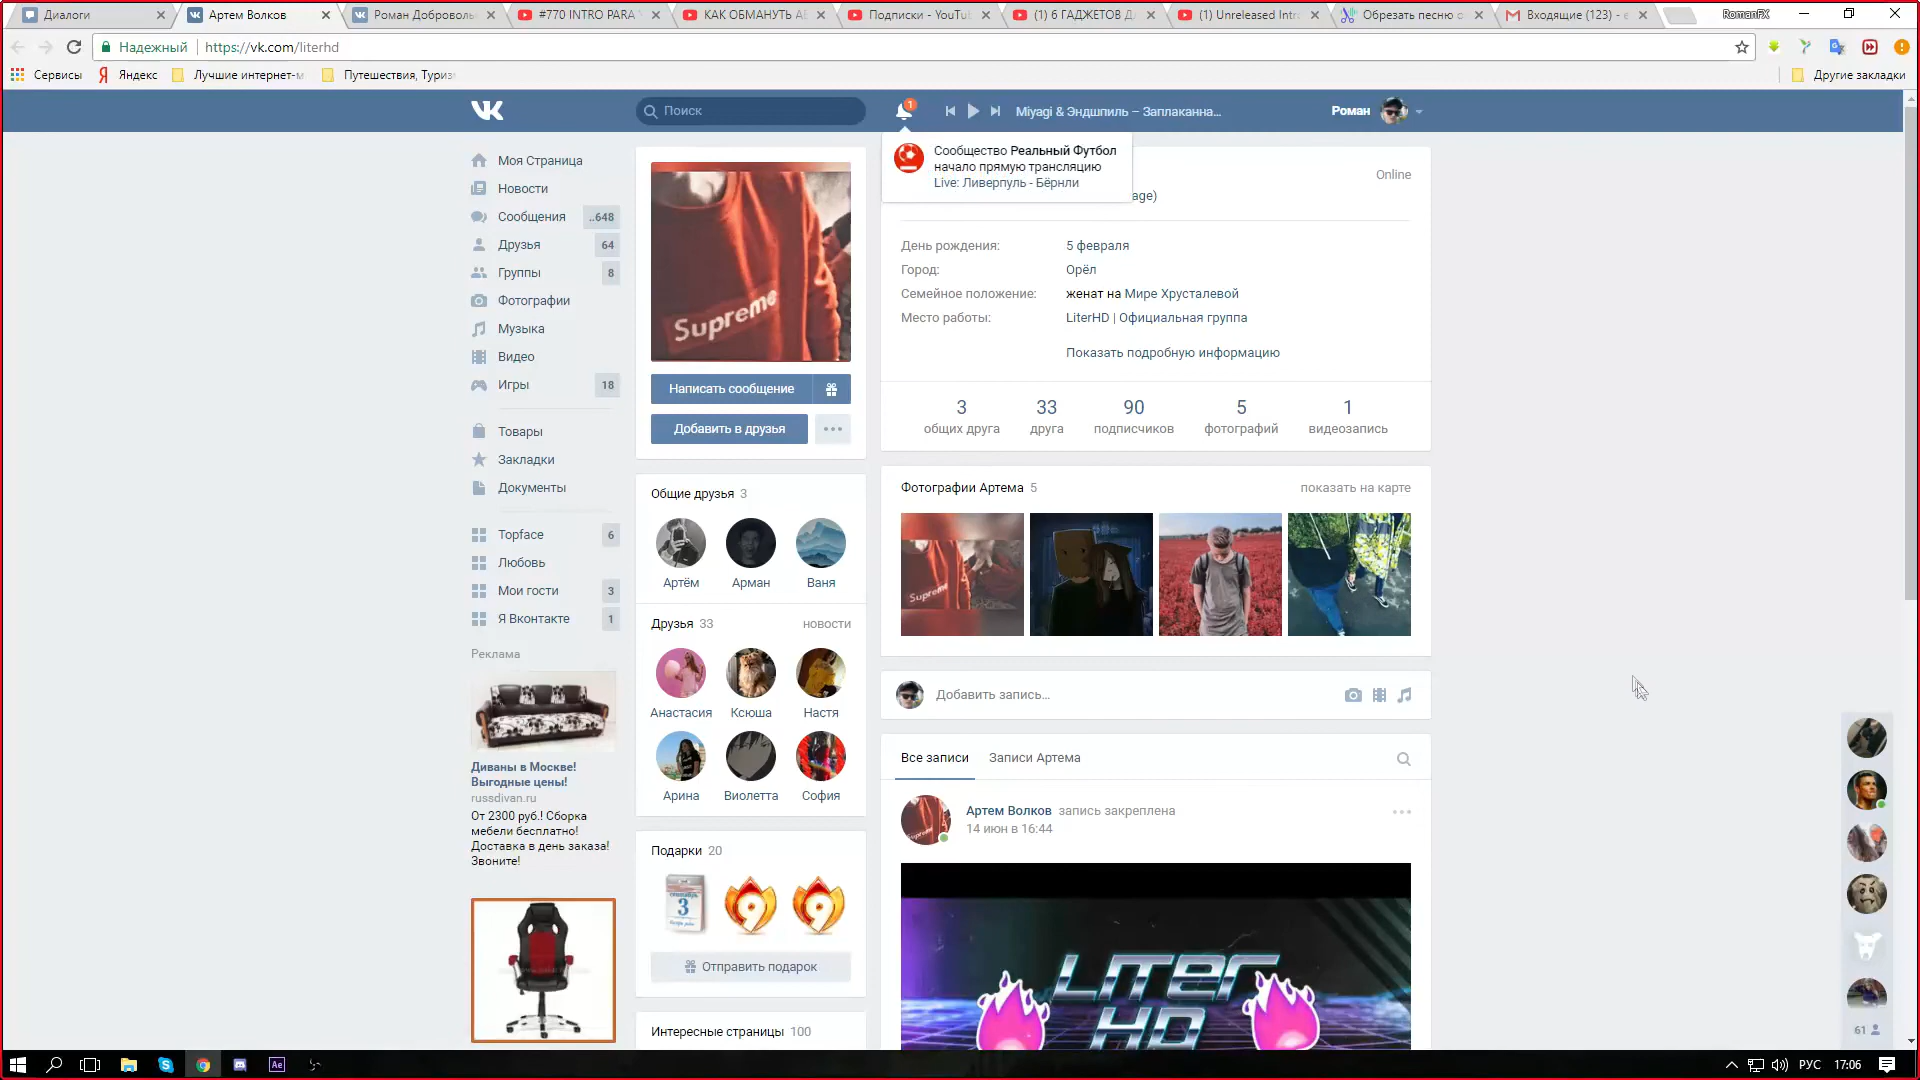 Диалоги
Артем Волков
Роман Доброволь
#770 INTRO PARA
КАК ОБМАНУТЬ
Подписки - YouTu
(1) 6 ГАДЖЕТОВ Д
(1) Unreleased Intr
Обрезать песню о
Входящие (123) - e
RomanFX
Надежный
https://vk.com/literhd
Сервисы
Яндекс
Лучшие интернет-м
Путешествия, Туриз
Другие закладки
Поиск
1
Miyagi & Эндшпиль – Заплаканна...
Роман
Сообщество Реальный Футбол
начало прямую трансляцию
Live: Ливерпуль - Бёрнли
age)
Online
Моя Страница
Новости
Сообщения ..648
Друзья 64
Группы 8
Фотографии
Музыка
Видео
Игры 18
Товары
Закладки
Документы
Topface 6
Любовь
Мои гости 3
Я Вконтакте 1
Реклама
Диваны в Москве!
Выгодные цены!
russdivan.ru
От 2300 руб.! Сборка
мебели бесплатно!
Доставка в день заказа!
Звоните!
Supreme
Написать сообщение
Добавить в друзья
Общие друзья 3
Артём
Арман
Ваня
Друзья 33
новости
Анастасия
Ксюша
Настя
Арина
Виолетта
София
Подарки 20
сентябрь
3
9
9
Отправить подарок
Интересные страницы 100
День рождения: 5 февраля
Город: Орёл
Семейное положение: женат на Мире Хрусталевой
Место работы: LiterHD | Официальная группа
Показать подробную информацию
3
общих друга
33
друга
90
подписчиков
5
фотографий
1
видеозапись
Фотографии Артема 5
показать на карте
Supreme
Добавить запись...
Все записи
Записи Артема
Артем Волков запись закреплена
14 июн в 16:44
LITER
HD
61
Ae
РУС
17:06